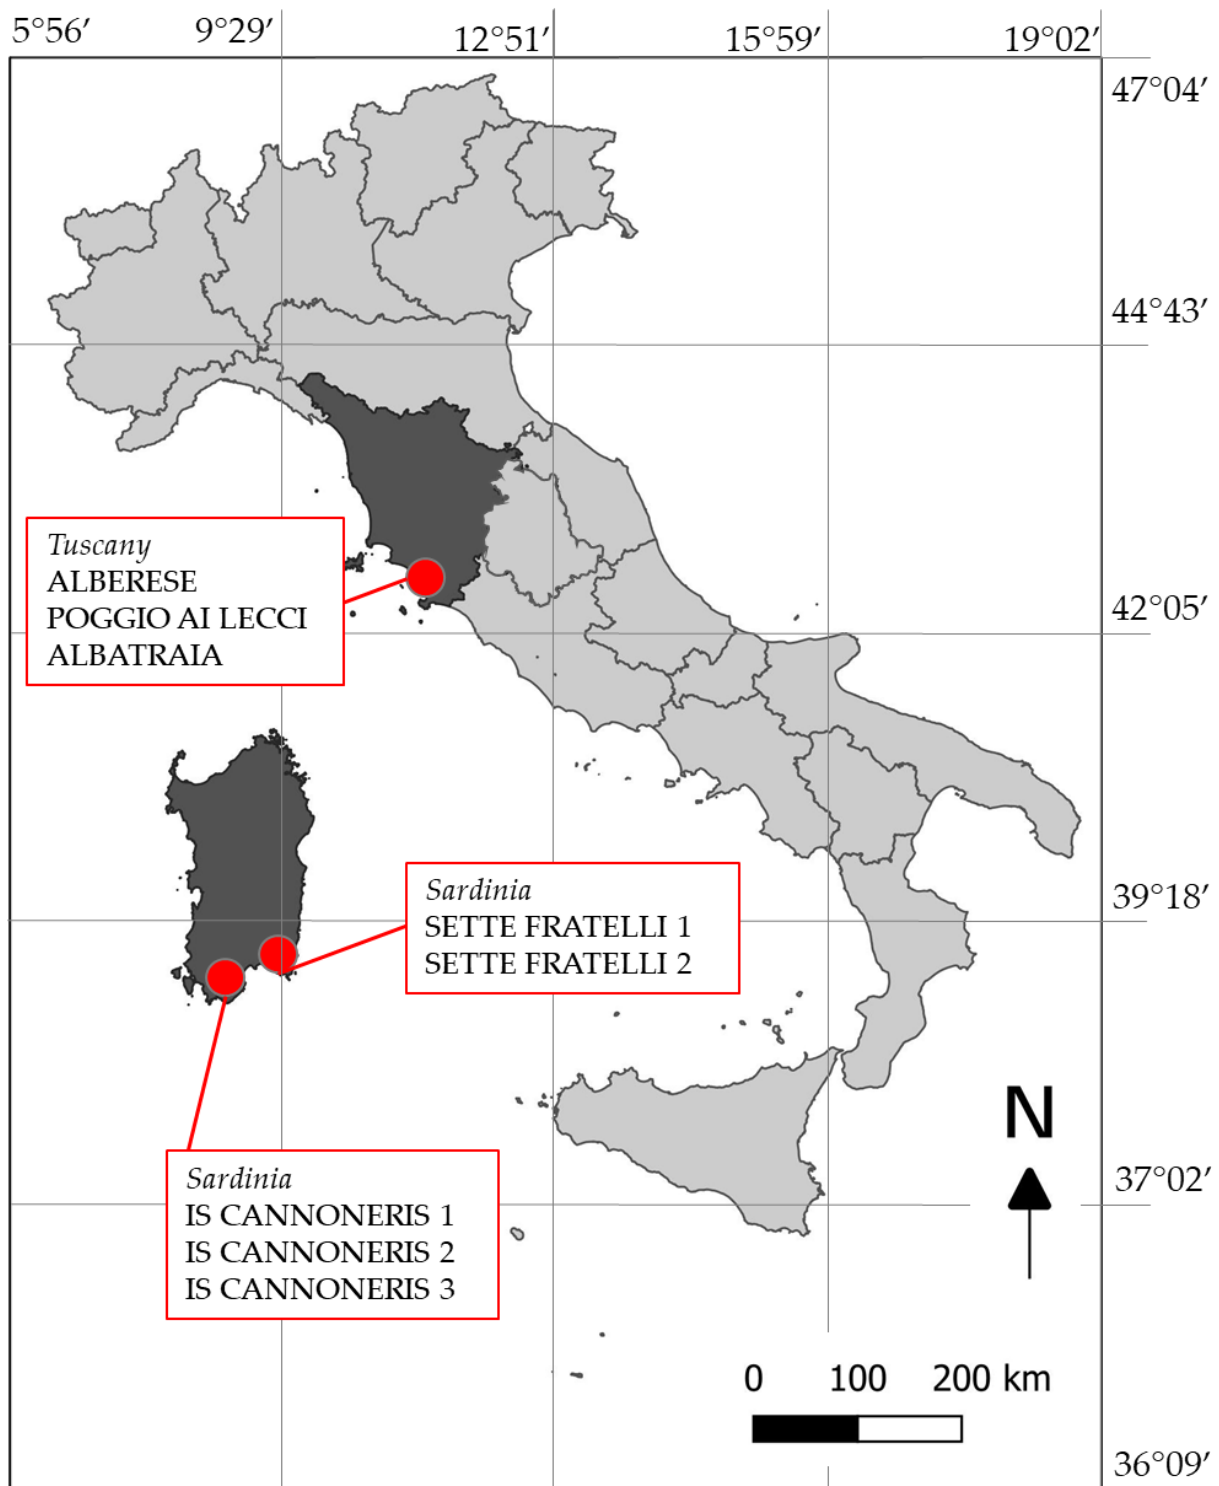 5°56′ 9°29′ 12°51′ 15°59′ 19°02′
47°04′
44°43′
Tuscany
ALBERESE
POGGIO AI LECCI
ALBATRAIA
42°05′
Sardinia
SETTE FRATELLI 1
SETTE FRATELLI 2
39°18′
N
Sardinia
IS CANNONERIS 1
IS CANNONERIS 2
IS CANNONERIS 3
37°02′
0 100 200 km
36°09′